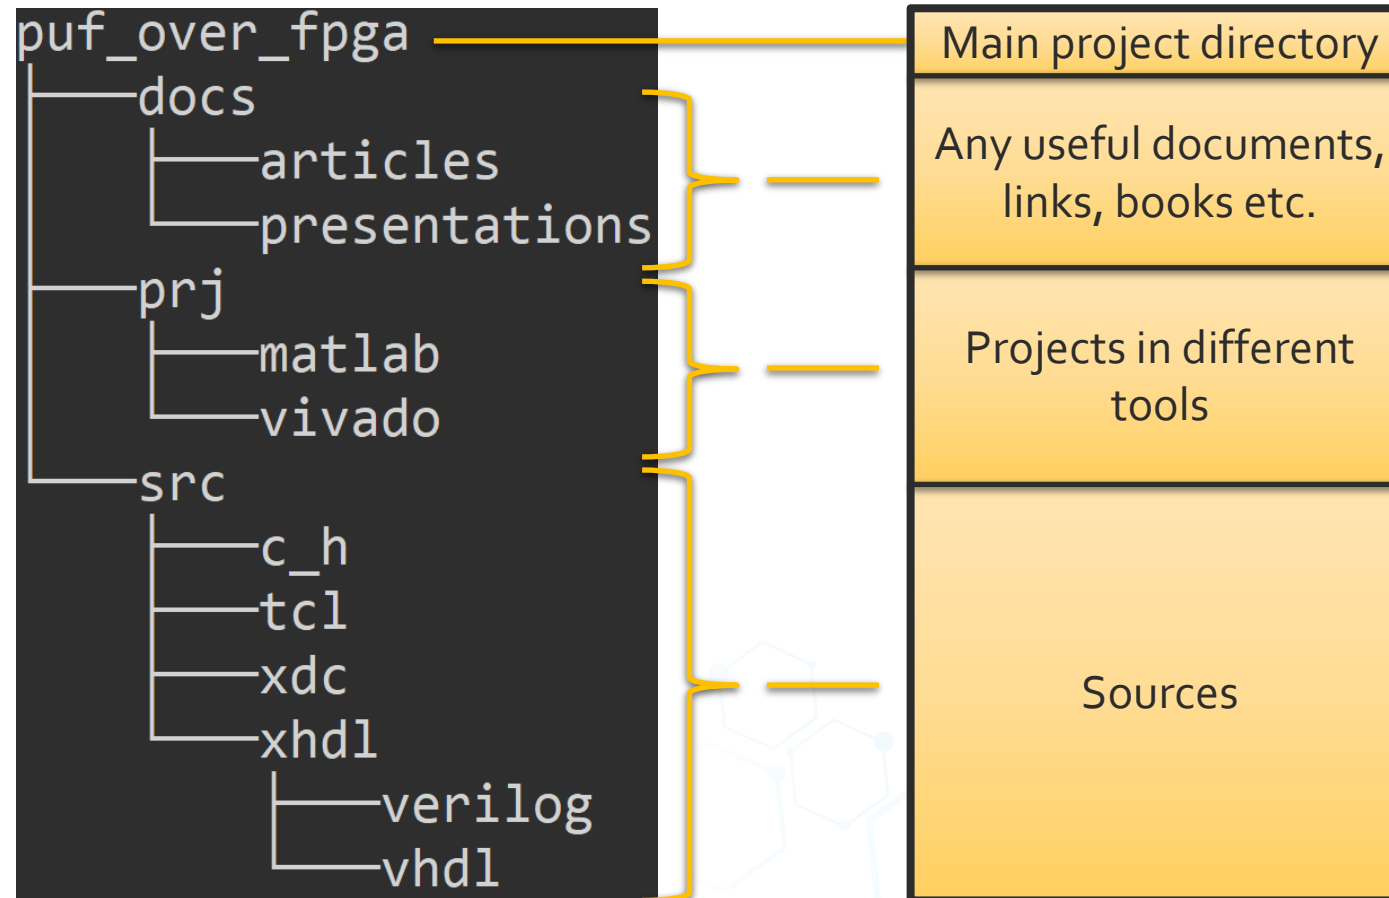 puf_over_fpga
docs
articles
presentations
prj
matlab
vivado
src
c_h
tcl
xdc
xhdl
verilog
vhdl
Main project directory
Any useful documents,
links, books etc.
Projects in different
tools
Sources